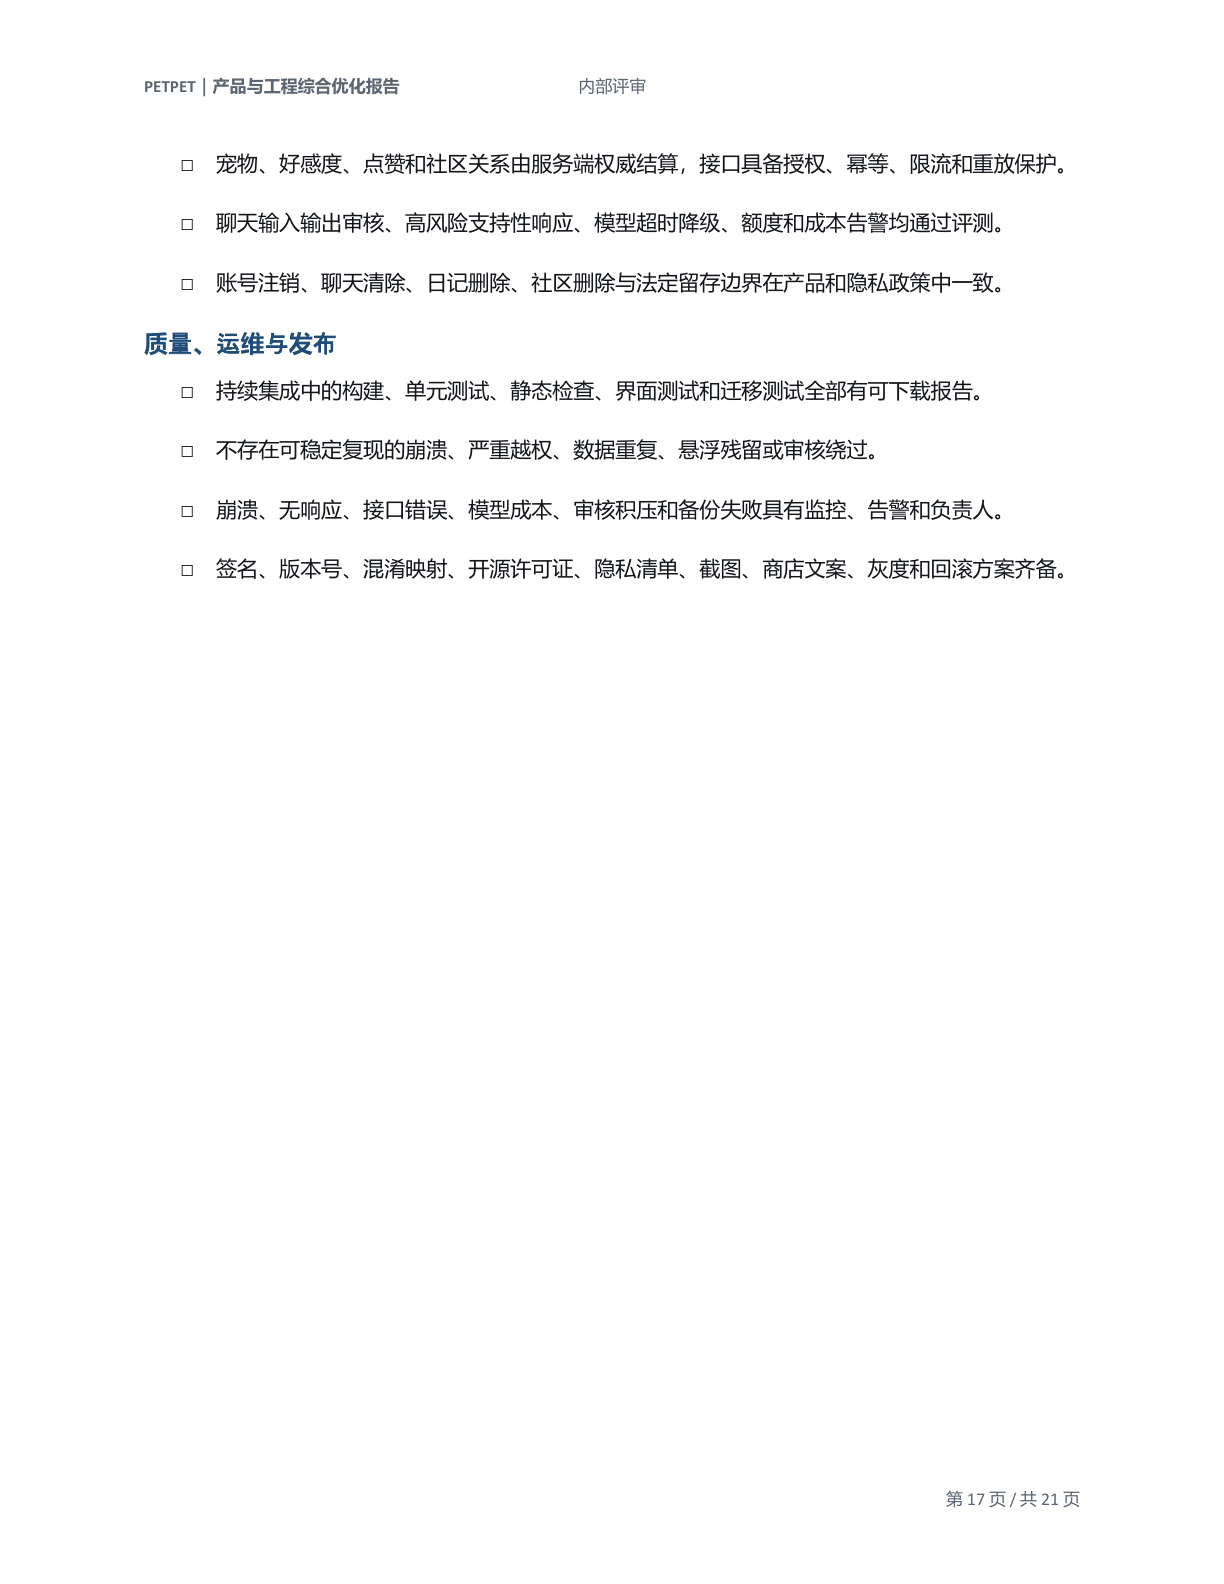 PETPET｜产品与工程综合优化报告 内部评审
□ 宠物、好感度、点赞和社区关系由服务端权威结算，接口具备授权、幂等、限流和重放保护。
□ 聊天输入输出审核、高风险支持性响应、模型超时降级、额度和成本告警均通过评测。
□ 账号注销、聊天清除、日记删除、社区删除与法定留存边界在产品和隐私政策中一致。
质量、运维与发布
□ 持续集成中的构建、单元测试、静态检查、界面测试和迁移测试全部有可下载报告。
□ 不存在可稳定复现的崩溃、严重越权、数据重复、悬浮残留或审核绕过。
□ 崩溃、无响应、接口错误、模型成本、审核积压和备份失败具有监控、告警和负责人。
□ 签名、版本号、混淆映射、开源许可证、隐私清单、截图、商店文案、灰度和回滚方案齐备。
第 17 页 / 共 21 页